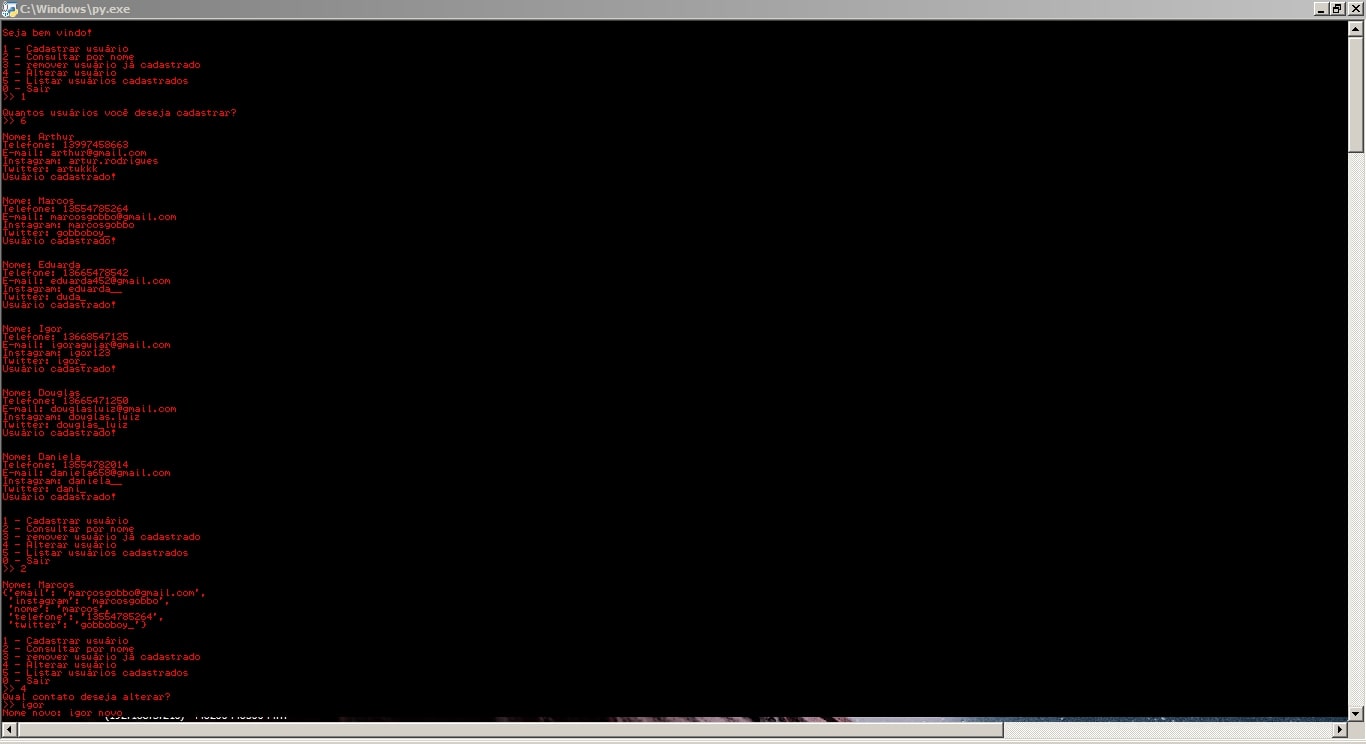 C:\Windows\py.exe
Seja bem vindo!
1 - Cadastrar usuário
2 - Consultar por nome
3 - remover usuário já cadastrado
4 - Alterar usuário
5 - Listar usuários cadastrados
0 - Sair
>> 1
Quantos usuários você deseja cadastrar?
>> 6
Nome: Arthur
Telefone: 13997458663
E-mail: arthur@gmail.com
Instagram: artur.rodrigues
Twitter: artukkk
Usuário cadastrado!
Nome: Marcos
Telefone: 13554785264
E-mail: marcosgobbo@gmail.com
Instagram: marcosgobbo
Twitter: gobboboy_
Usuário cadastrado!
Nome: Eduarda
Telefone: 13665478542
E-mail: eduarda452@gmail.com
Instagram: eduarda__
Twitter: duda_
Usuário cadastrado!
Nome: Igor
Telefone: 13668547125
E-mail: igoraguiar@gmail.com
Instagram: igor123
Twitter: igor_
Usuário cadastrado!
Nome: Douglas
Telefone: 13665471250
E-mail: douglasluiz@gmail.com
Instagram: douglas.luiz
Twitter: douglas_luiz
Usuário cadastrado!
Nome: Daniela
Telefone: 13554782014
E-mail: daniela658@gmail.com
Instagram: daniela__
Twitter: dani_
Usuário cadastrado!
1 - Cadastrar usuário
2 - Consultar por nome
3 - remover usuário já cadastrado
4 - Alterar usuário
5 - Listar usuários cadastrados
0 - Sair
>> 2
Nome: Marcos
{'email': 'marcosgobbo@gmail.com',
'instagram': 'marcosgobbo',
'nome': 'marcos',
'telefone': '13554785264',
'twitter': 'gobboboy_'}
1 - Cadastrar usuário
2 - Consultar por nome
3 - remover usuário já cadastrado
4 - Alterar usuário
5 - Listar usuários cadastrados
0 - Sair
>> 4
Qual contato deseja alterar?
>> igor
Nome novo: igor novo